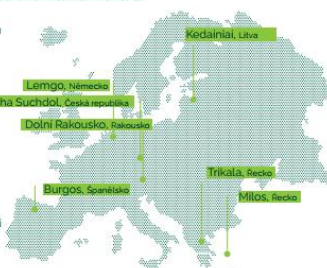 Kedainiai, Litva
Lemgo, Německo
ha Suchdol, Česká republika
Dolní Rakousko, Rakousko
Trikala, Řecko
Burgos, Španělsko
Milos, Řecko